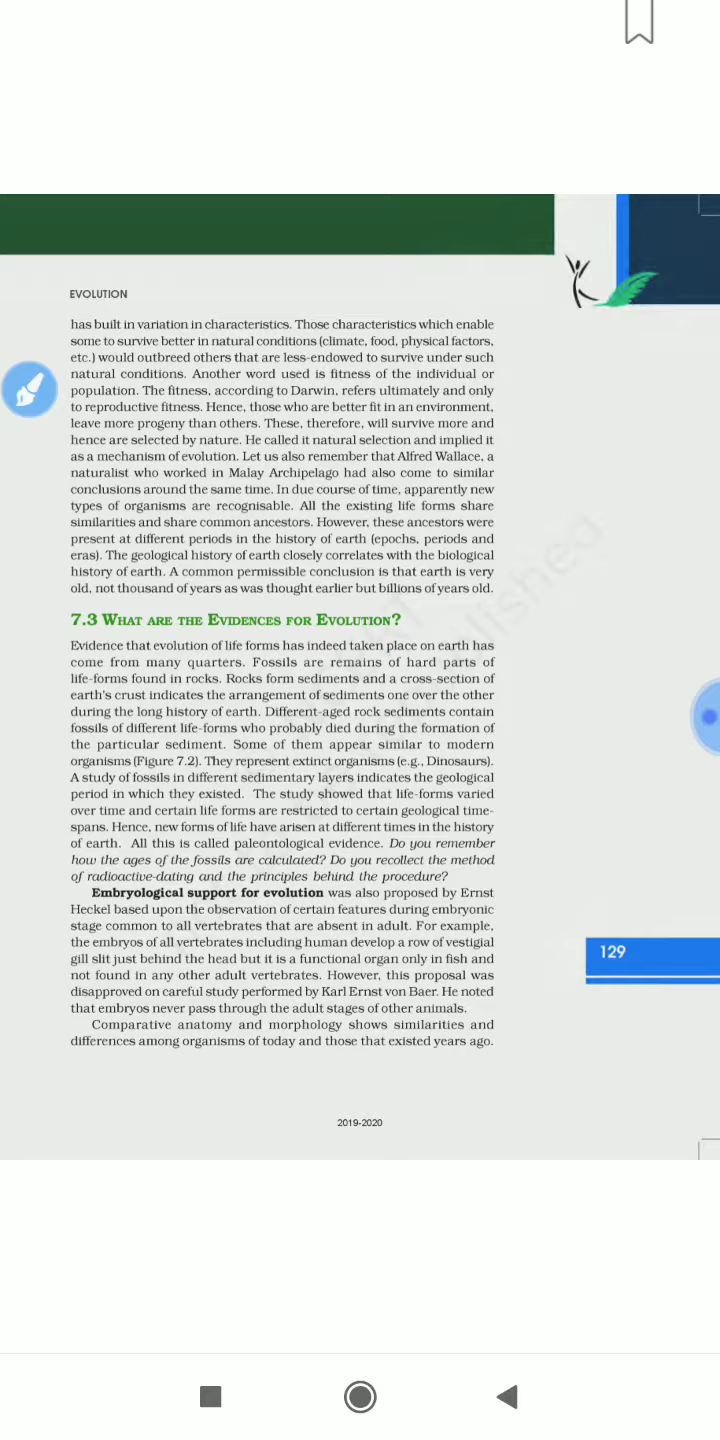 EVOLUTION
has built in variation in characteristics. Those characteristics which enable
some to survive better in natural conditions (climate, food, physical factors,
etc.) would outbreed others that are less-endowed to survive under such
natural conditions. Another word used is fitness of the individual or
population. The fitness, according to Darwin, refers ultimately and only
to reproductive fitness. Hence, those who are better fit in an environment,
leave more progeny than others. These, therefore, will survive more and
hence are selected by nature. He called it natural selection and implied it
as a mechanism of evolution. Let us also remember that Alfred Wallace, a
naturalist who worked in Malay Archipelago had also come to similar
conclusions around the same time. In due course of time, apparently new
types of organisms are recognisable. All the existing life forms share
similarities and share common ancestors. However, these ancestors were
present at different periods in the history of earth (epochs, periods and
eras). The geological history of earth closely correlates with the biological
history of earth. A common permissible conclusion is that earth is very
old, not thousand of years as was thought earlier but billions of years old.
7.3 WHAT ARE THE EVIDENCES FOR EVOLUTION?
Evidence that evolution of life forms has indeed taken place on earth has
come from many quarters. Fossils are remains of hard parts of
life-forms found in rocks. Rocks form sediments and a cross-section of
earth's crust indicates the arrangement of sediments one over the other
during the long history of earth. Different-aged rock sediments contain
fossils of different life-forms who probably died during the formation of
the particular sediment. Some of them appear similar to modern
organisms (Figure 7.2). They represent extinct organisms (e.g., Dinosaurs).
A study of fossils in different sedimentary layers indicates the geological
period in which they existed. The study showed that life-forms varied
over time and certain life forms are restricted to certain geological time-
spans. Hence, new forms of life have arisen at different times in the history
of earth. All this is called paleontological evidence. Do you remember
how the ages of the fossils are calculated? Do you recollect the method
of radioactive-dating and the principles behind the procedure?
Embryological support for evolution was also proposed by Ernst
Heckel based upon the observation of certain features during embryonic
stage common to all vertebrates that are absent in adult. For example,
the embryos of all vertebrates including human develop a row of vestigial
gill slit just behind the head but it is a functional organ only in fish and
not found in any other adult vertebrates. However, this proposal was
disapproved on careful study performed by Karl Ernst von Baer. He noted
that embryos never pass through the adult stages of other animals.
Comparative anatomy and morphology shows similarities and
differences among organisms of today and those that existed years ago.
129
2019-2020